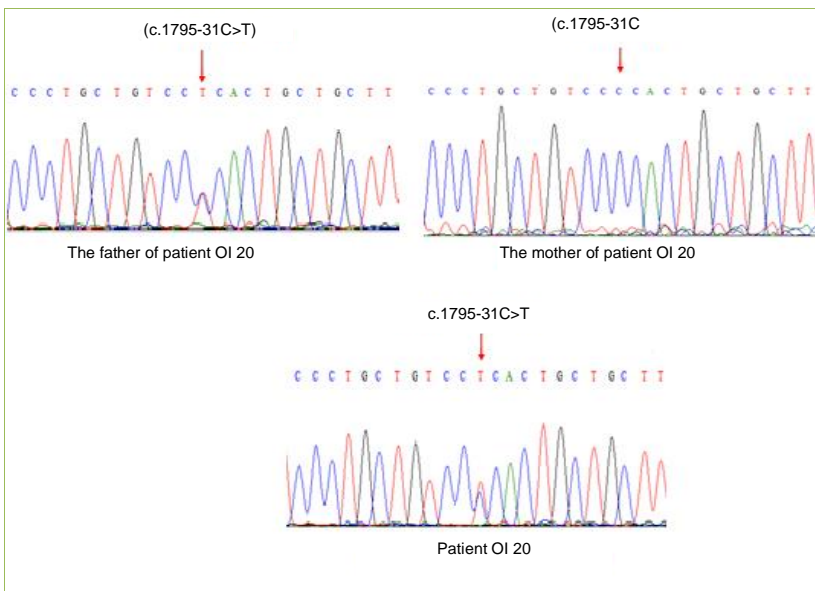 (c.1795-31C>T)
C C C T G C T G T C C T C A C T G C T G C T T
The father of patient OI 20
(c.1795-31C
C C C T G C T G T C C C C A C T G C T G C T T
The mother of patient OI 20
c.1795-31C>T
C C C T G C T G T C C T C A C T G C T G C T T
Patient OI 20